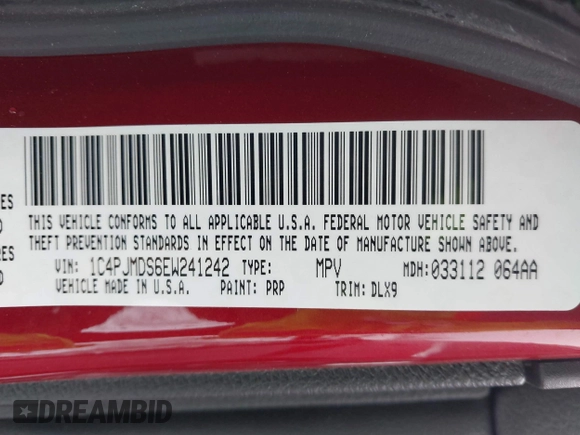 RES
THIS VEHICLE CONFORMS TO ALL APPLICABLE U.S.A. FEDERAL MOTOR VEHICLE SAFETY AND
THEFT PREVENTION STANDARDS IN EFFECT ON THE DATE OF MANUFACTURE SHOWN ABOVE.
RES
VIN: 1C4PJMDS6EW241242 TYPE: MPV MDH: 033112 064AA
VEHICLE MADE IN U.S.A. PAINT: PRP TRIM: DLX9
DREAMBID